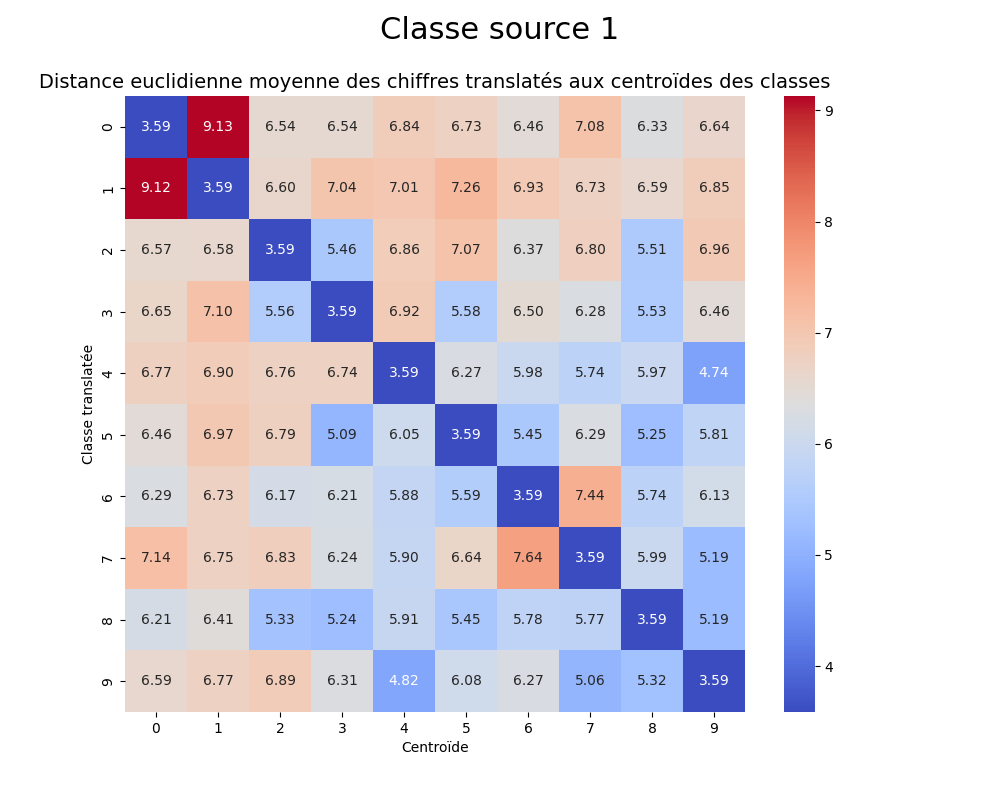 Classe source 1
Distance euclidienne moyenne des chiffres translatés aux centroïdes des classes
0 3.59 9.13 6.54 6.54 6.84 6.73 6.46 7.08 6.33 6.64
1 9.12 3.59 6.60 7.04 7.01 7.26 6.93 6.73 6.59 6.85
2 6.57 6.58 3.59 5.46 6.86 7.07 6.37 6.80 5.51 6.96
3 6.65 7.10 5.56 3.59 6.92 5.58 6.50 6.28 5.53 6.46
4 6.77 6.90 6.76 6.74 3.59 6.27 5.98 5.74 5.97 4.74
5 6.46 6.97 6.79 5.09 6.05 3.59 5.45 6.29 5.25 5.81
6 6.29 6.73 6.17 6.21 5.88 5.59 3.59 7.44 5.74 6.13
7 7.14 6.75 6.83 6.24 5.90 6.64 7.64 3.59 5.99 5.19
8 6.21 6.41 5.33 5.24 5.91 5.45 5.78 5.77 3.59 5.19
9 6.59 6.77 6.89 6.31 4.82 6.08 6.27 5.06 5.32 3.59
0 1 2 3 4 5 6 7 8 9
Centroïde
Classe translatée
9
8
7
6
5
4